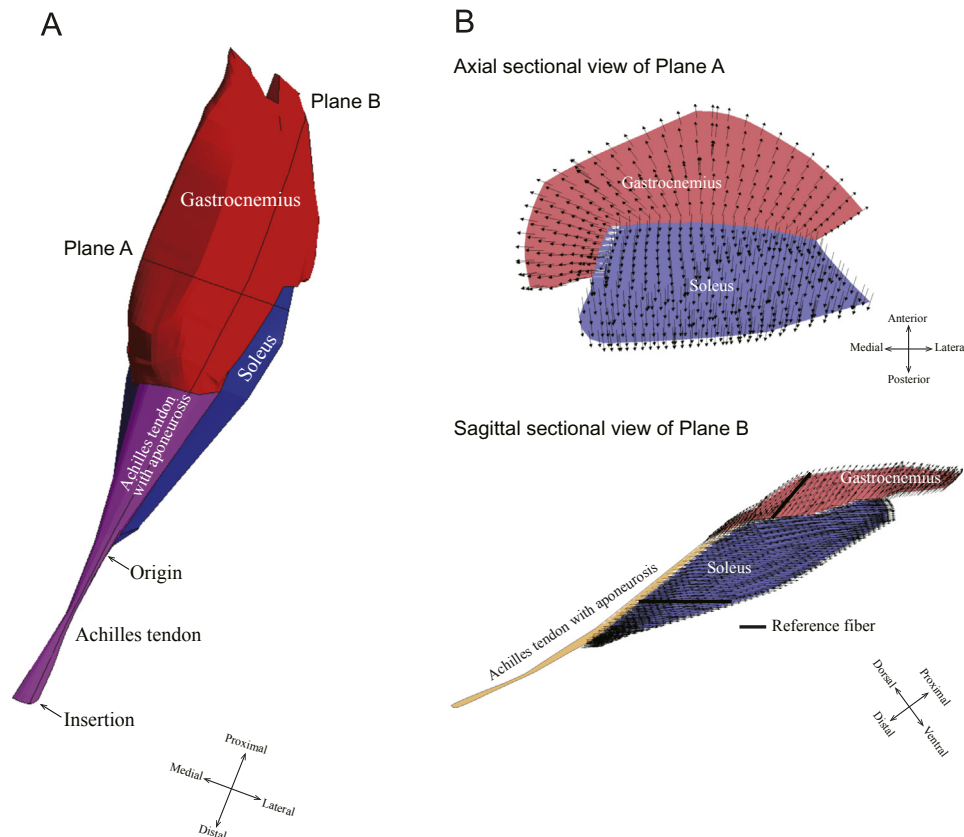 A
Plane B
Gastrocnemius
Plane A
Soleus
Achilles tendon
with aponeurosis
Origin
Achilles tendon
Insertion
Proximal
Medial
Lateral
Distal
B
Axial sectional view of Plane A
Gastrocnemius
Soleus
Anterior
Medial
Latera
Posterior
Sagittal sectional view of Plane B
Gastrocnemius
Soleus
Achilles tendon with aponeurosis
Reference fiber
Dorsal
Proximal
Distal
Ventral